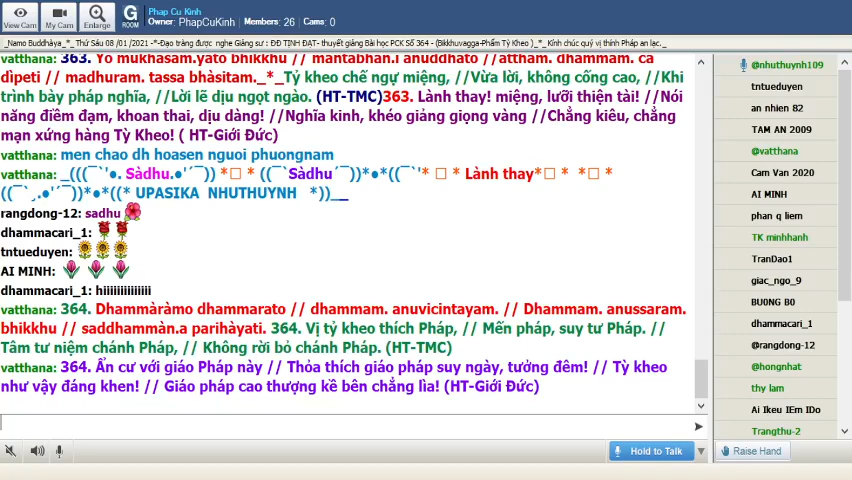 View Cam
My Cam
Enlarge
G
ROOM
Phap Cu Kinh
Owner: PhapCuKinh Members: 26 Cams: 0
_Namo Buddhàya_*_ Thứ Sáu 08 /01 /2021 -*-Đạo tràng được nghe Giảng sư : ĐĐ TỊNH ĐẠT- thuyết giảng Bài học PCK Số 364 - (Bikkhuvagga-Phẩm Tỳ Kheo )_*_ Kính chúc quý vị thính Pháp an lạc._
vatthana: 363. Yo mukhasam.yato bhikkhu // mantabhàn.ì anuddhato //attham. dhammam. ca
dìpeti // madhuram. tassa bhàsitam._*_Tỷ kheo chế ngự miệng, //Vừa lời, không cống cao, //Khi
trình bày pháp nghĩa, //Lời lẽ dịu ngọt ngào. (HT-TMC)363. Lành thay! miệng, lưỡi thiện tài! //Nói
năng điềm đạm, khoan thai, dịu dàng! //Nghĩa kinh, khéo giảng giọng vàng //Chẳng kiêu, chẳng
mạn xứng hàng Tỳ Kheo! ( HT-Giới Đức)
vatthana: men chao dh hoasen nguoi phuongnam
vatthana: _(((¯`'•. Sàdhu.•'´¯)) *□ * ((¯`Sàdhu´¯))*•*((¯`'* □ * Lành thay*□ * *□ *
((¯`¸.•'´¯))*•*((* UPASIKA NHUTHUYNH *))__
rangdong-12: sadhu
dhammacari_1:
tntueduyen:
AI MINH:
dhammacari_1: hiiiiiiiiiiiiii
vatthana: 364. Dhammàràmo dhammarato // dhammam. anuvicintayam. // Dhammam. anussaram.
bhikkhu // saddhammàn.a parihàyati. 364. Vị tỷ kheo thích Pháp, // Mến pháp, suy tư Pháp. //
Tâm tư niệm chánh Pháp, // Không rời bỏ chánh Pháp. (HT-TMC)
vatthana: 364. Ẩn cư với giáo Pháp này // Thỏa thích giáo pháp suy ngày, tưởng đêm! // Tỳ kheo
như vậy đáng khen! // Giáo pháp cao thượng kề bên chẳng lìa! (HT-Giới Đức)
Hold to Talk
@nhuthuynh109
tntueduyen
an nhien 82
TAM AN 2009
@vatthana
Cam Van 2020
AI MINH
phan q liem
TK minhhanh
TranDao1
giac_ngo_9
BU0NG B0
dhammacari_1
@rangdong-12
@hongnhat
thy lam
Ai Ikeu IEm IDo
Trangthu-2
Raise Hand